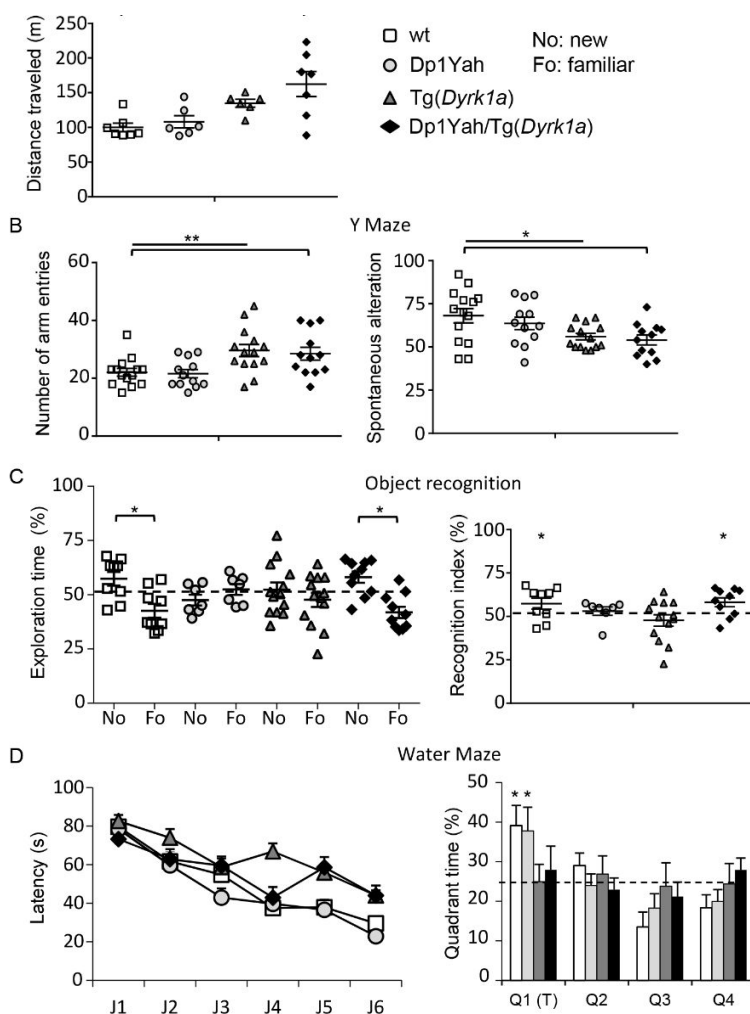 Distance traveled (m)
250
200
150
100
50
0
wt
Dp1Yah
Tg(Dyrk1a)
Dp1Yah/Tg(Dyrk1a)
No: new
Fo: familiar
B
Y Maze
Number of arm entries
60
40
20
0
**
Spontaneous alteration
100
75
50
25
0
*
C
Object recognition
Exploration time (%)
100
75
50
25
0
*
*
No Fo No Fo No Fo No Fo
Recognition index (%)
100
75
50
25
0
*
*
D
Water Maze
Latency (s)
100
80
60
40
20
0
J1 J2 J3 J4 J5 J6
Quadrant time (%)
50
40
30
20
10
0
* *
Q1 (T) Q2 Q3 Q4